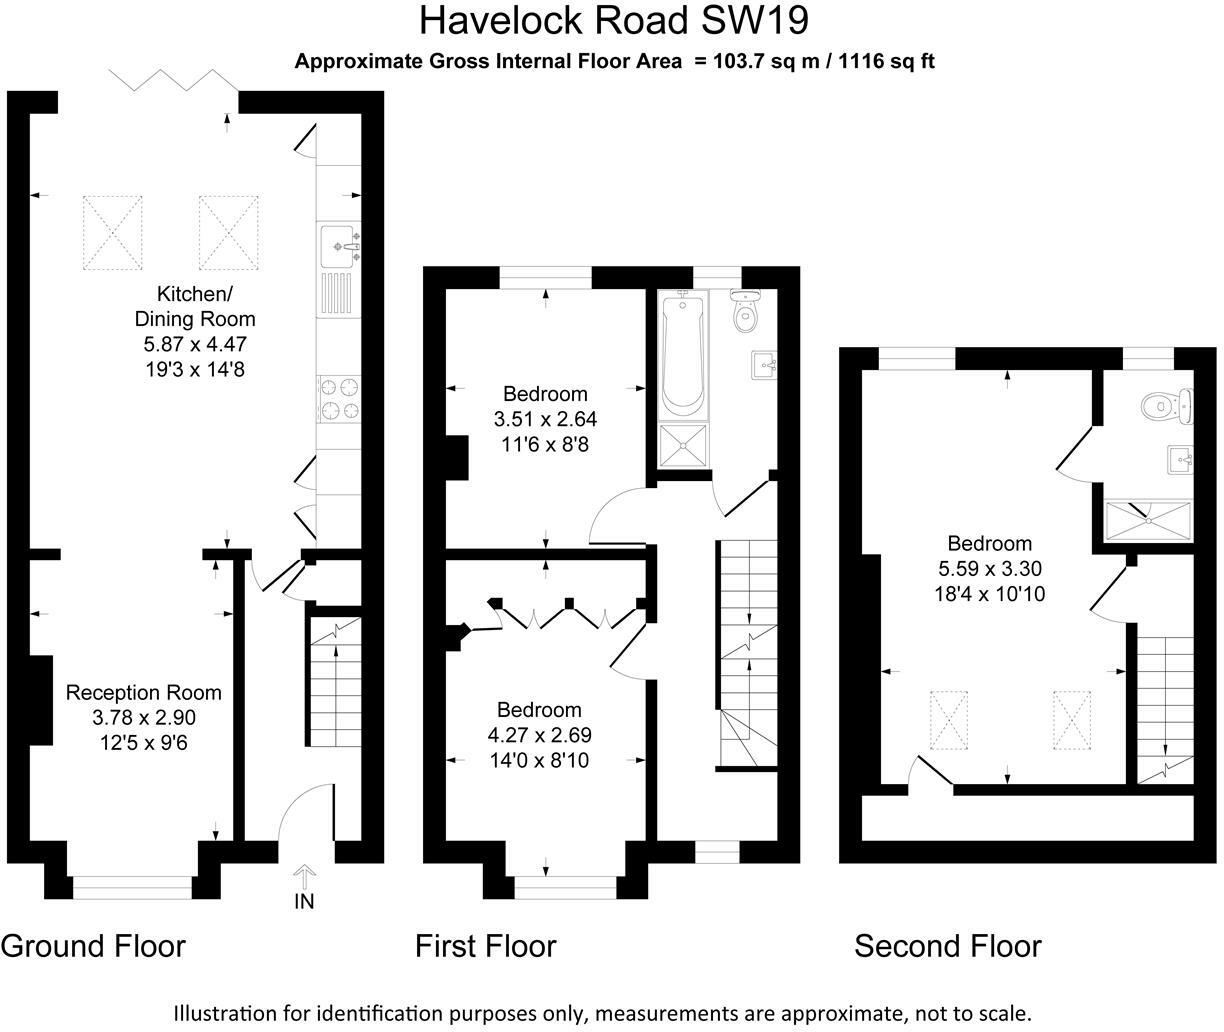 Havelock Road SW19
Approximate Gross Internal Floor Area = 103.7 sq m / 1116 sq ft
Kitchen/
Dining Room
5.87 x 4.47
19'3 x 14'8
Reception Room
3.78 x 2.90
12'5 x 9'6
IN
Ground Floor
Bedroom
3.51 x 2.64
11'6 x 8'8
Bedroom
4.27 x 2.69
14'0 x 8'10
First Floor
Bedroom
5.59 x 3.30
18'4 x 10'10
Second Floor
Illustration for identification purposes only, measurements are approximate, not to scale.